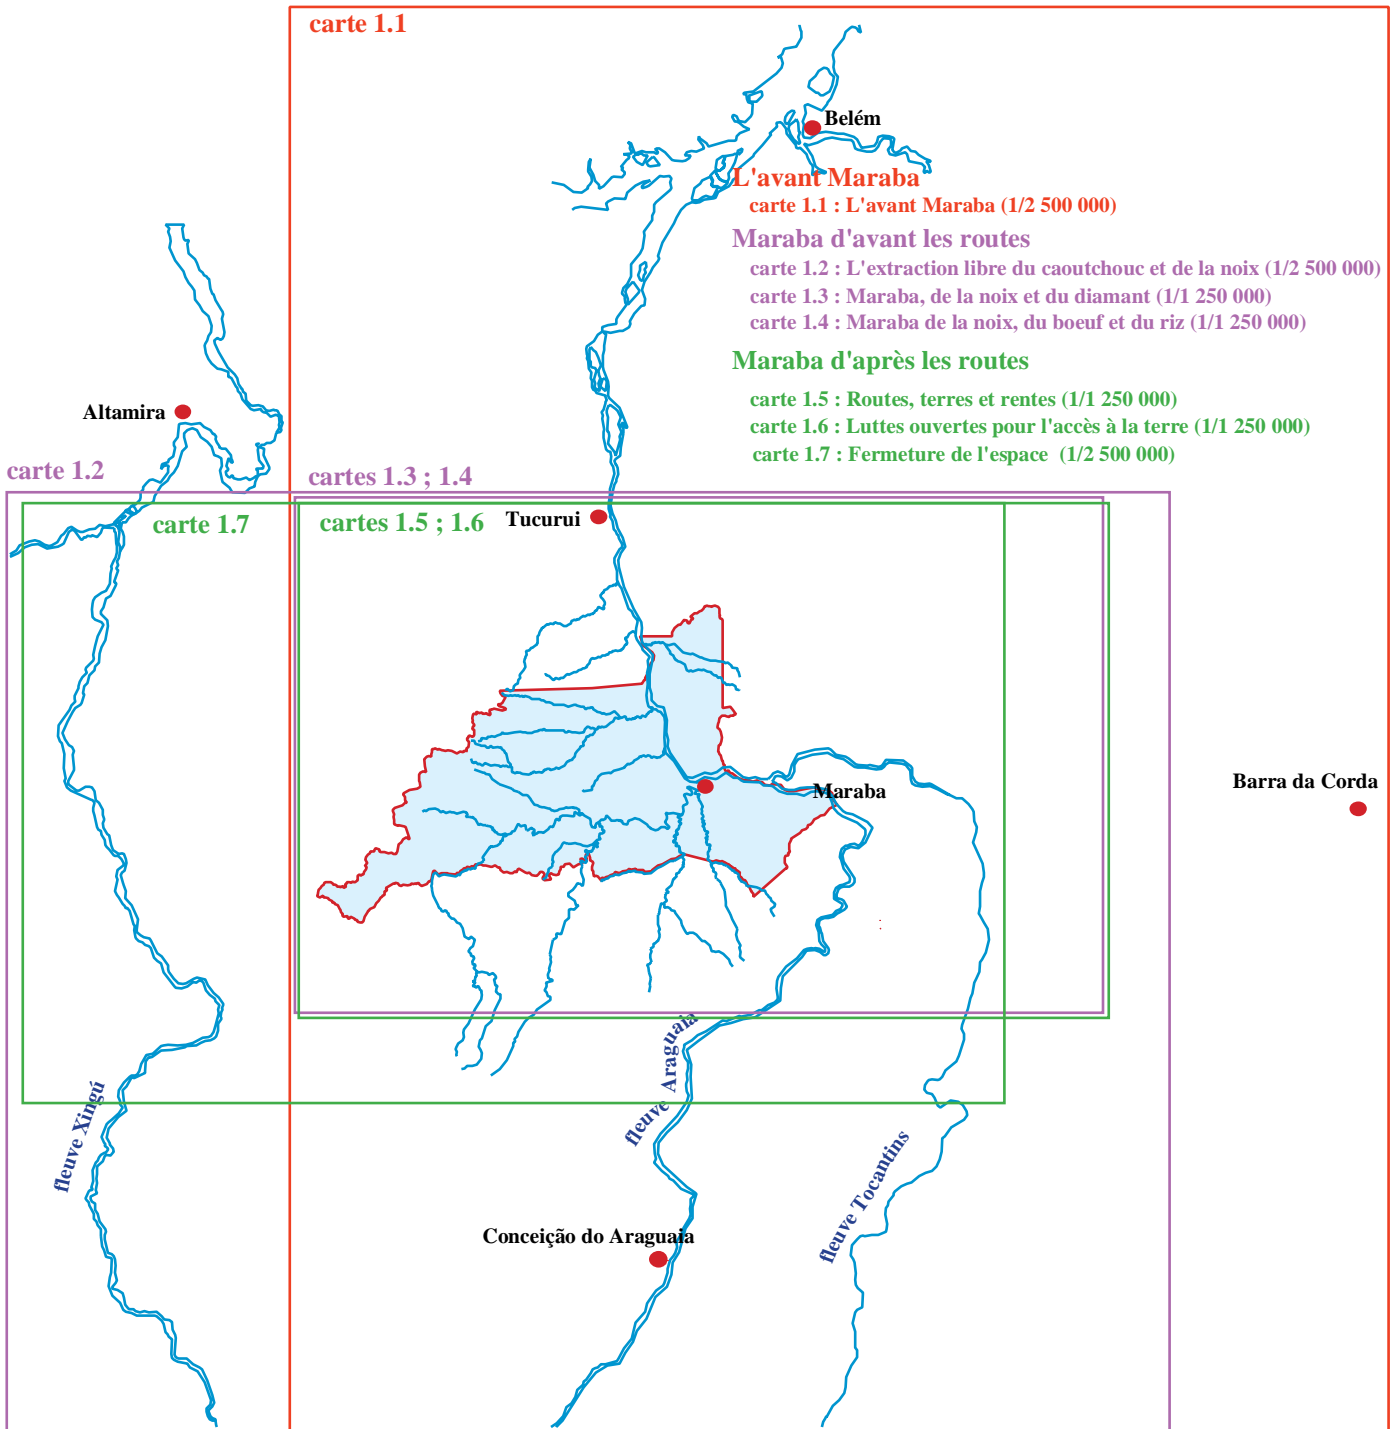 carte 1.1
Belém
L'avant Maraba
carte 1.1 : L'avant Maraba (1/2 500 000)
Maraba d'avant les routes
carte 1.2 : L'extraction libre du caoutchouc et de la noix (1/2 500 000)
carte 1.3 : Maraba, de la noix et du diamant (1/1 250 000)
carte 1.4 : Maraba de la noix, du boeuf et du riz (1/1 250 000)
Maraba d'après les routes
carte 1.5 : Routes, terres et rentes (1/1 250 000)
carte 1.6 : Luttes ouvertes pour l'accès à la terre (1/1 250 000)
carte 1.7 : Fermeture de l'espace (1/2 500 000)
Altamira
carte 1.2
cartes 1.3 ; 1.4
carte 1.7
cartes 1.5 ; 1.6
Tucurui
Maraba
Barra da Corda
fleuve Xingú
fleuve Araguaia
fleuve Tocantins
Conceição do Araguaia